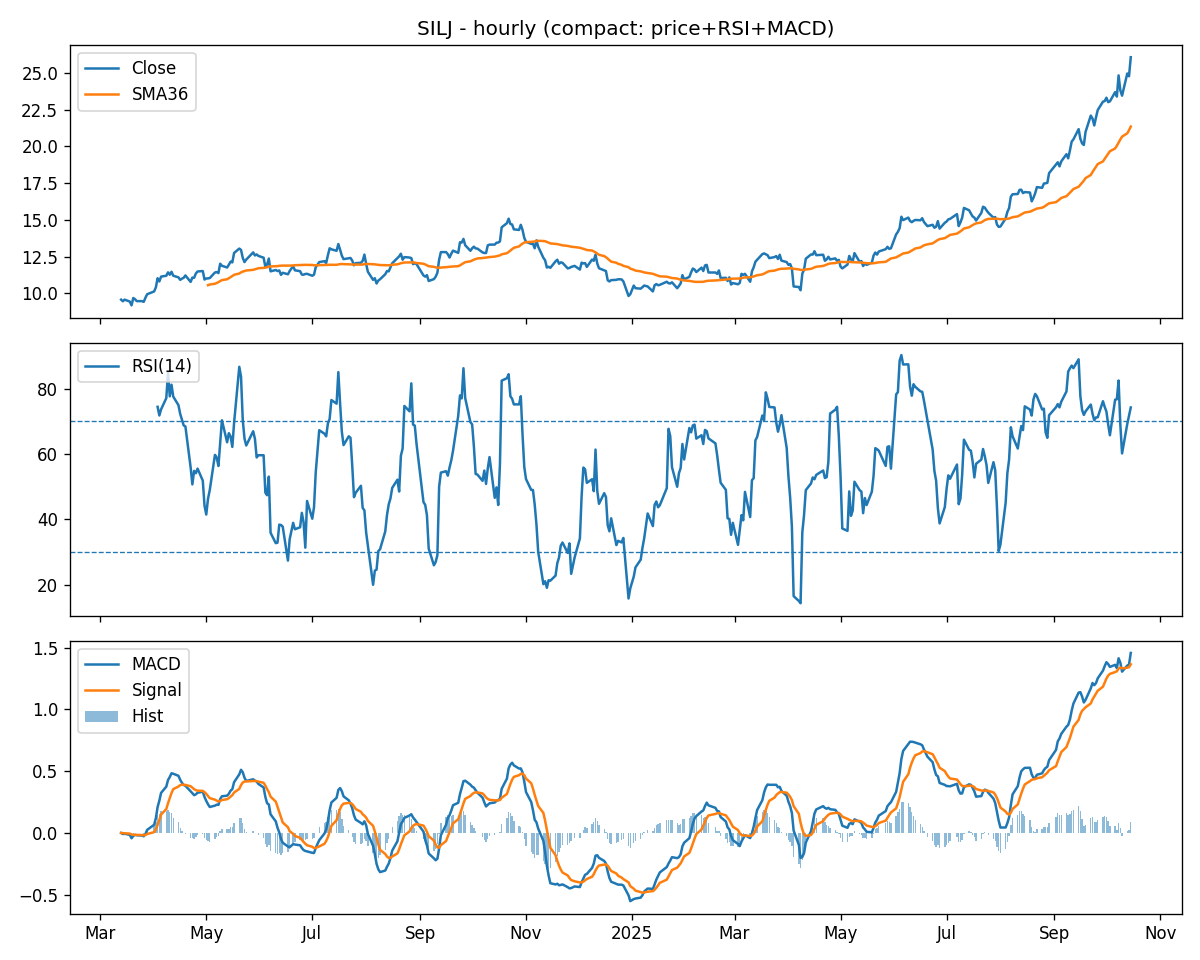 SILJ - hourly (compact: price+RSI+MACD)
Close
SMA36
25.0
22.5
20.0
17.5
15.0
12.5
10.0
RSI(14)
80
60
40
20
MACD
Signal
Hist
1.5
1.0
0.5
0.0
−0.5
Mar May Jul Sep Nov 2025 Mar May Jul Sep Nov